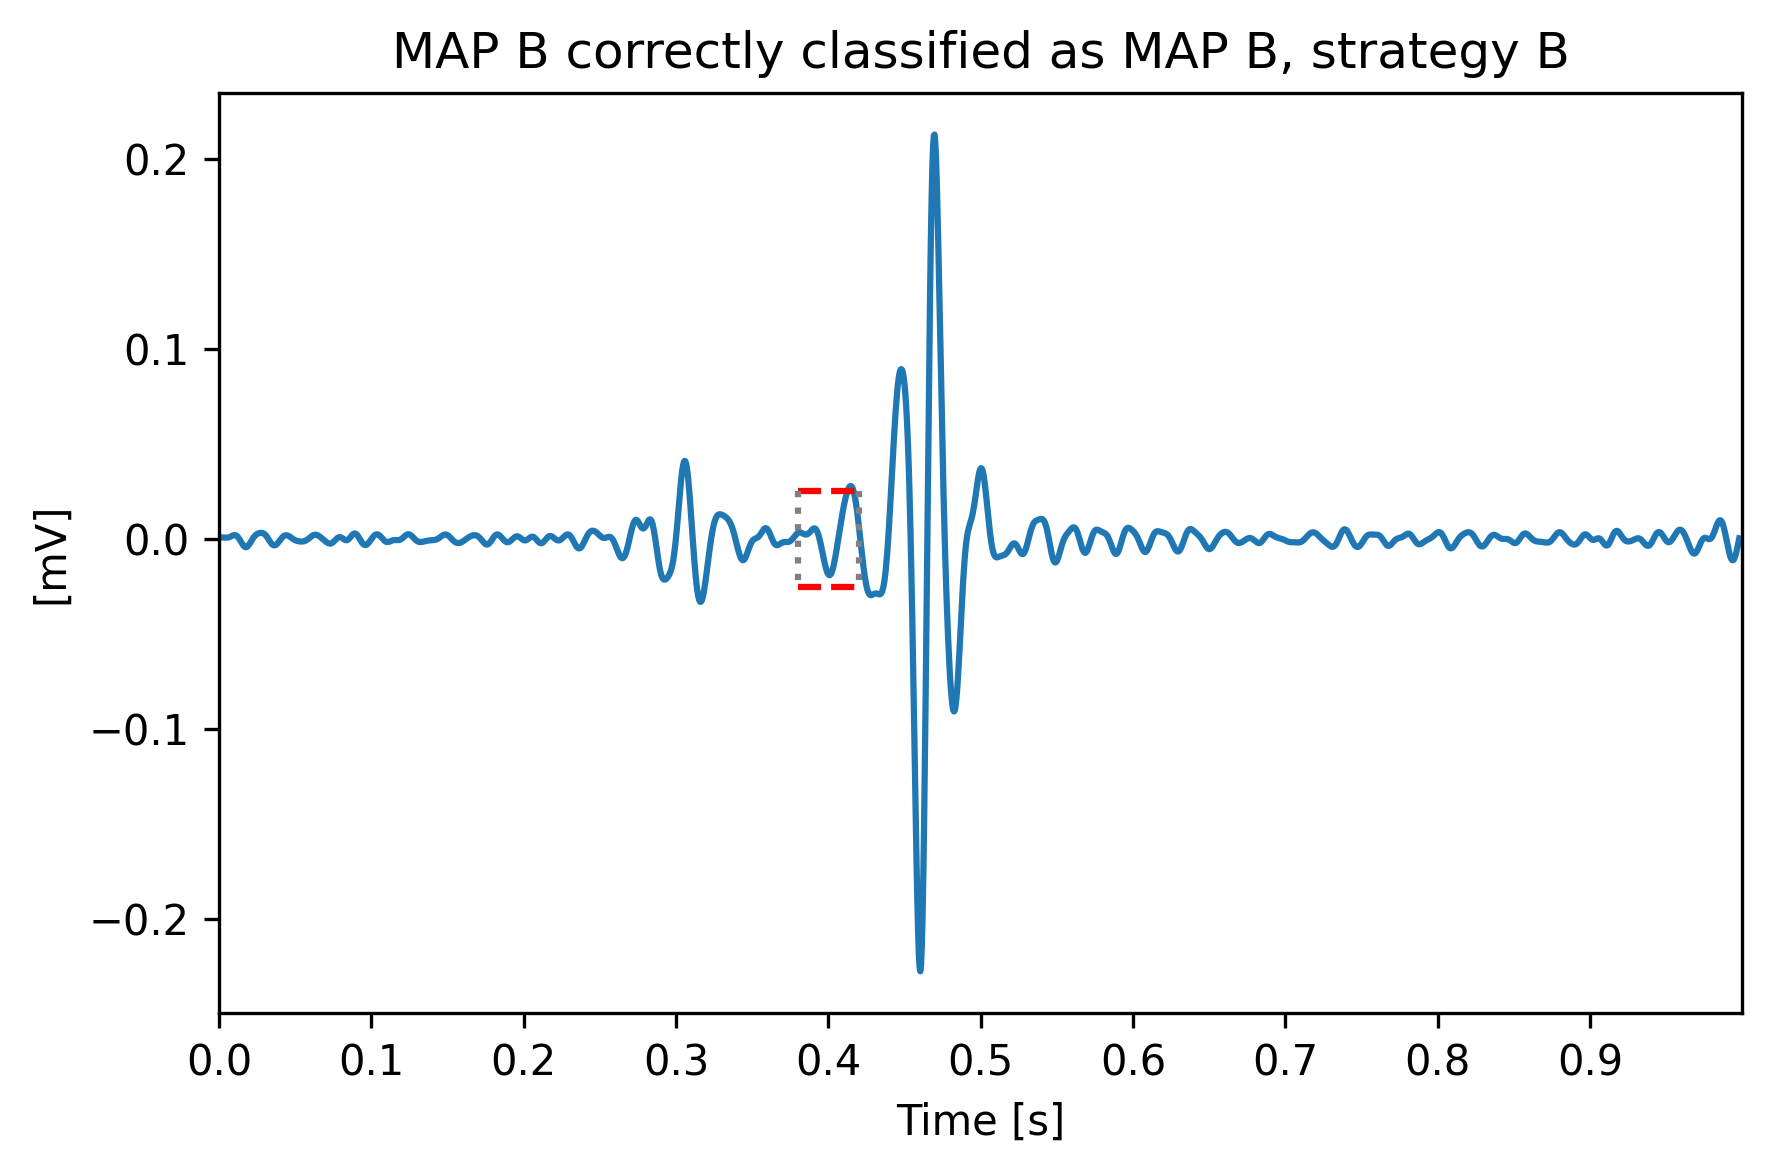 MAP B correctly classified as MAP B, strategy B
[mV]
0.2
0.1
0.0
−0.1
−0.2
0.0 0.1 0.2 0.3 0.4 0.5 0.6 0.7 0.8 0.9
Time [s]